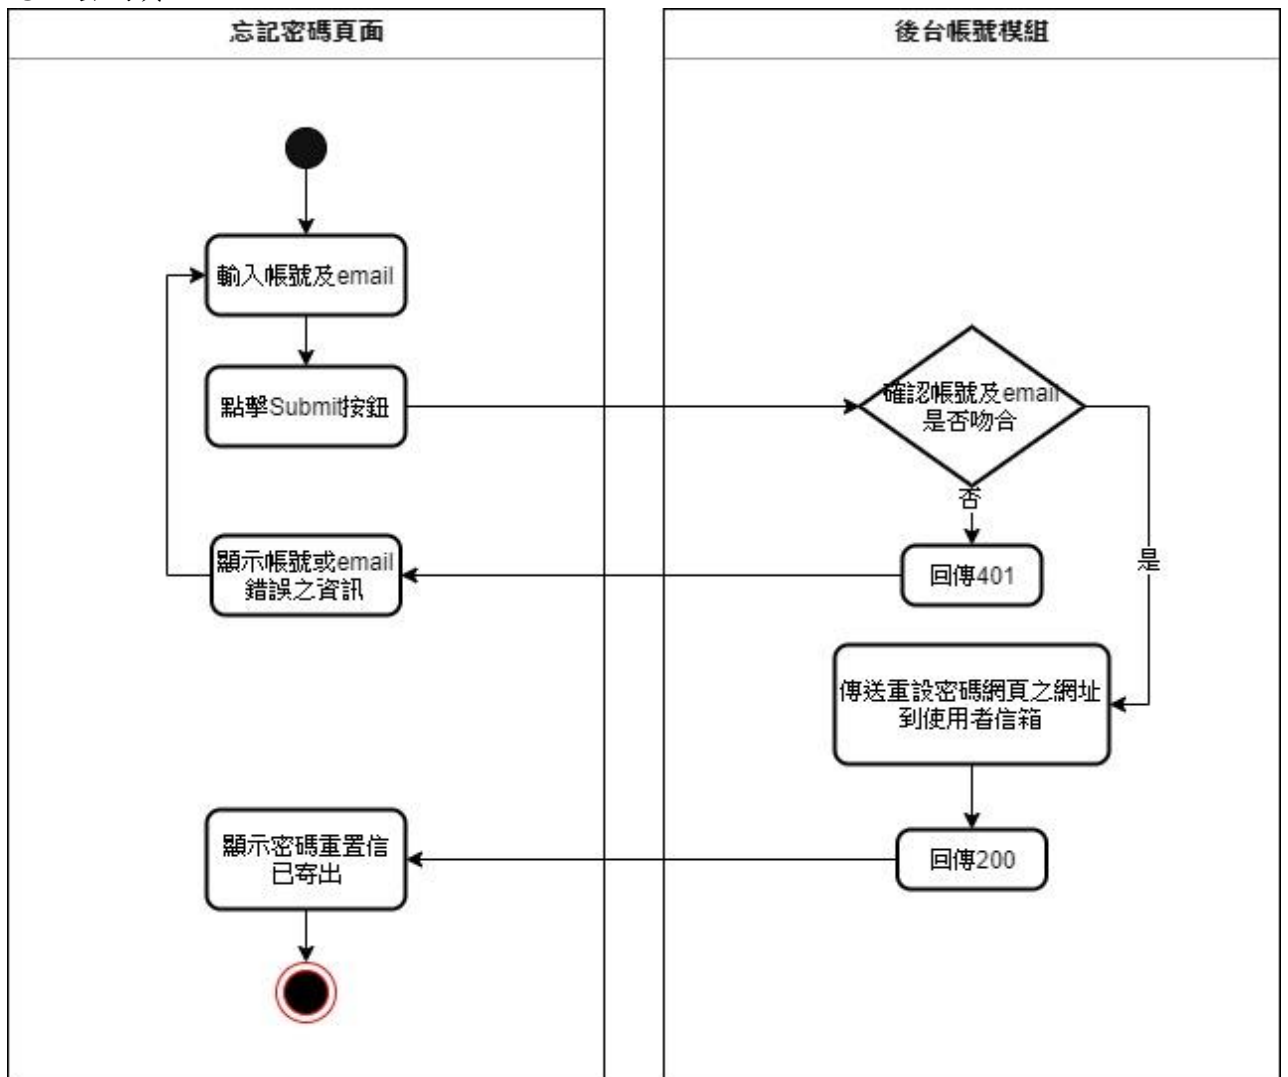 忘記密碼頁面
後台帳號模組
輸入帳號及email
點擊Submit按鈕
確認帳號及email
是否吻合
否
是
顯示帳號或email
錯誤之資訊
回傳401
傳送重設密碼網頁之網址
到使用者信箱
顯示密碼重置信
已寄出
回傳200